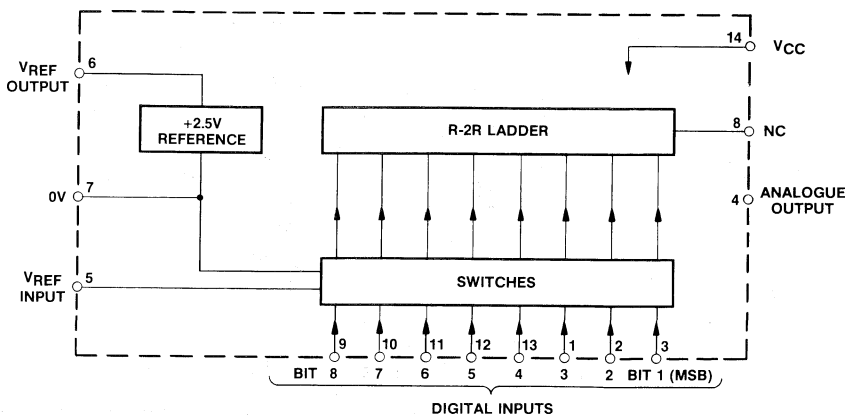 14
VCC
6
VREF
OUTPUT
+2.5V
REFERENCE
R-2R LADDER
8
NC
7
0V
4
ANALOGUE
OUTPUT
5
VREF
INPUT
SWITCHES
9 10 11 12 13 1 2 3
BIT 8 7 6 5 4 3 2 BIT 1 (MSB)
DIGITAL INPUTS